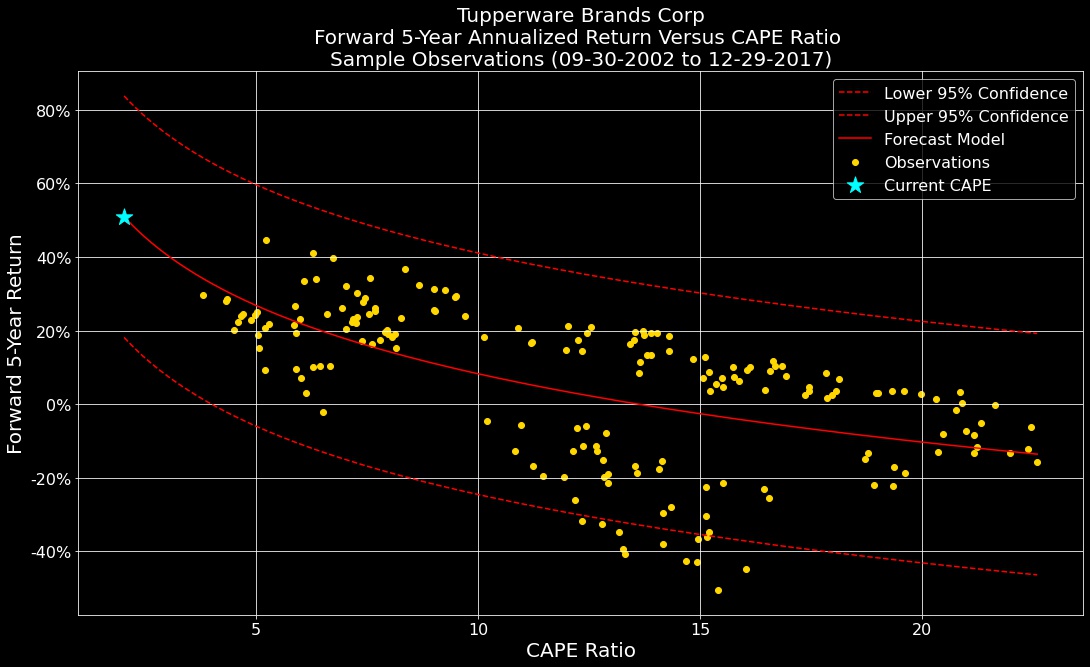 Tupperware Brands Corp
Forward 5-Year Annualized Return Versus CAPE Ratio
Sample Observations (09-30-2002 to 12-29-2017)
Lower 95% Confidence
Upper 95% Confidence
Forecast Model
Observations
Current CAPE
Forward 5-Year Return
80%
60%
40%
20%
0%
-20%
-40%
5 10 15 20
CAPE Ratio